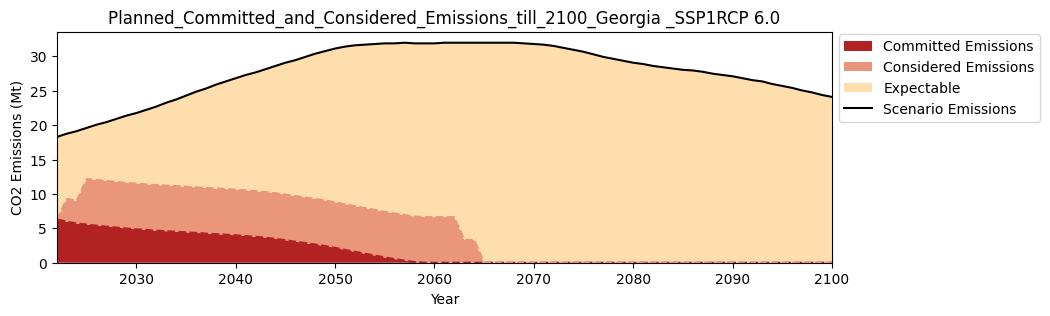 Planned_Committed_and_Considered_Emissions_till_2100_Georgia _SSP1RCP 6.0
Committed Emissions
Considered Emissions
Expectable
Scenario Emissions
CO2 Emissions (Mt)
30
25
20
15
10
5
0
2030 2040 2050 2060 2070 2080 2090 2100
Year